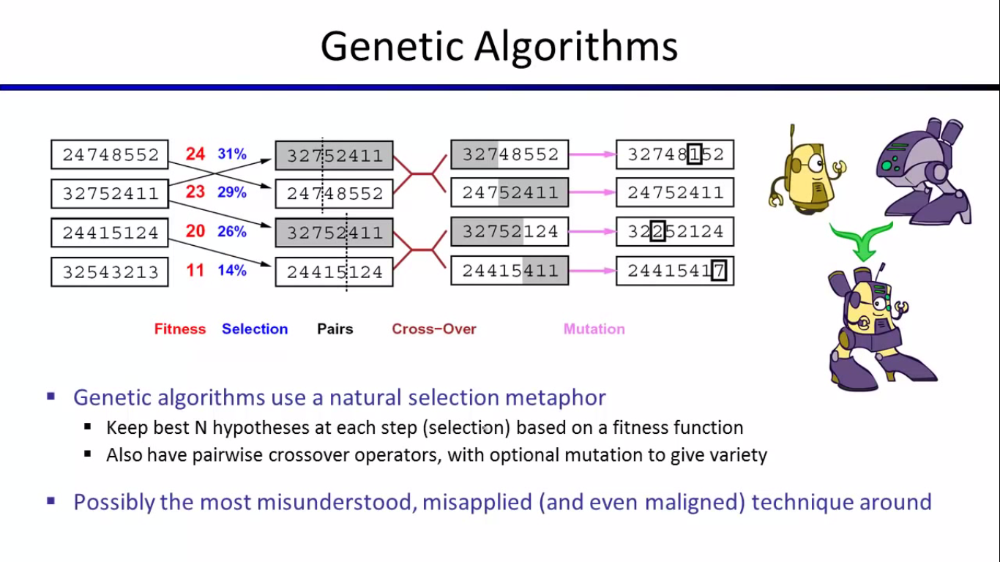 Genetic Algorithms
24748552 24 31% 32752411 32748552 32748152
32752411 23 29% 24748552 24752411 24752411
24415124 20 26% 32752411 32752124 32252124
32543213 11 14% 24415124 24415411 24415417
Fitness Selection Pairs Cross−Over Mutation
▪ Genetic algorithms use a natural selection metaphor
▪ Keep best N hypotheses at each step (selection) based on a fitness function
▪ Also have pairwise crossover operators, with optional mutation to give variety
▪ Possibly the most misunderstood, misapplied (and even maligned) technique around